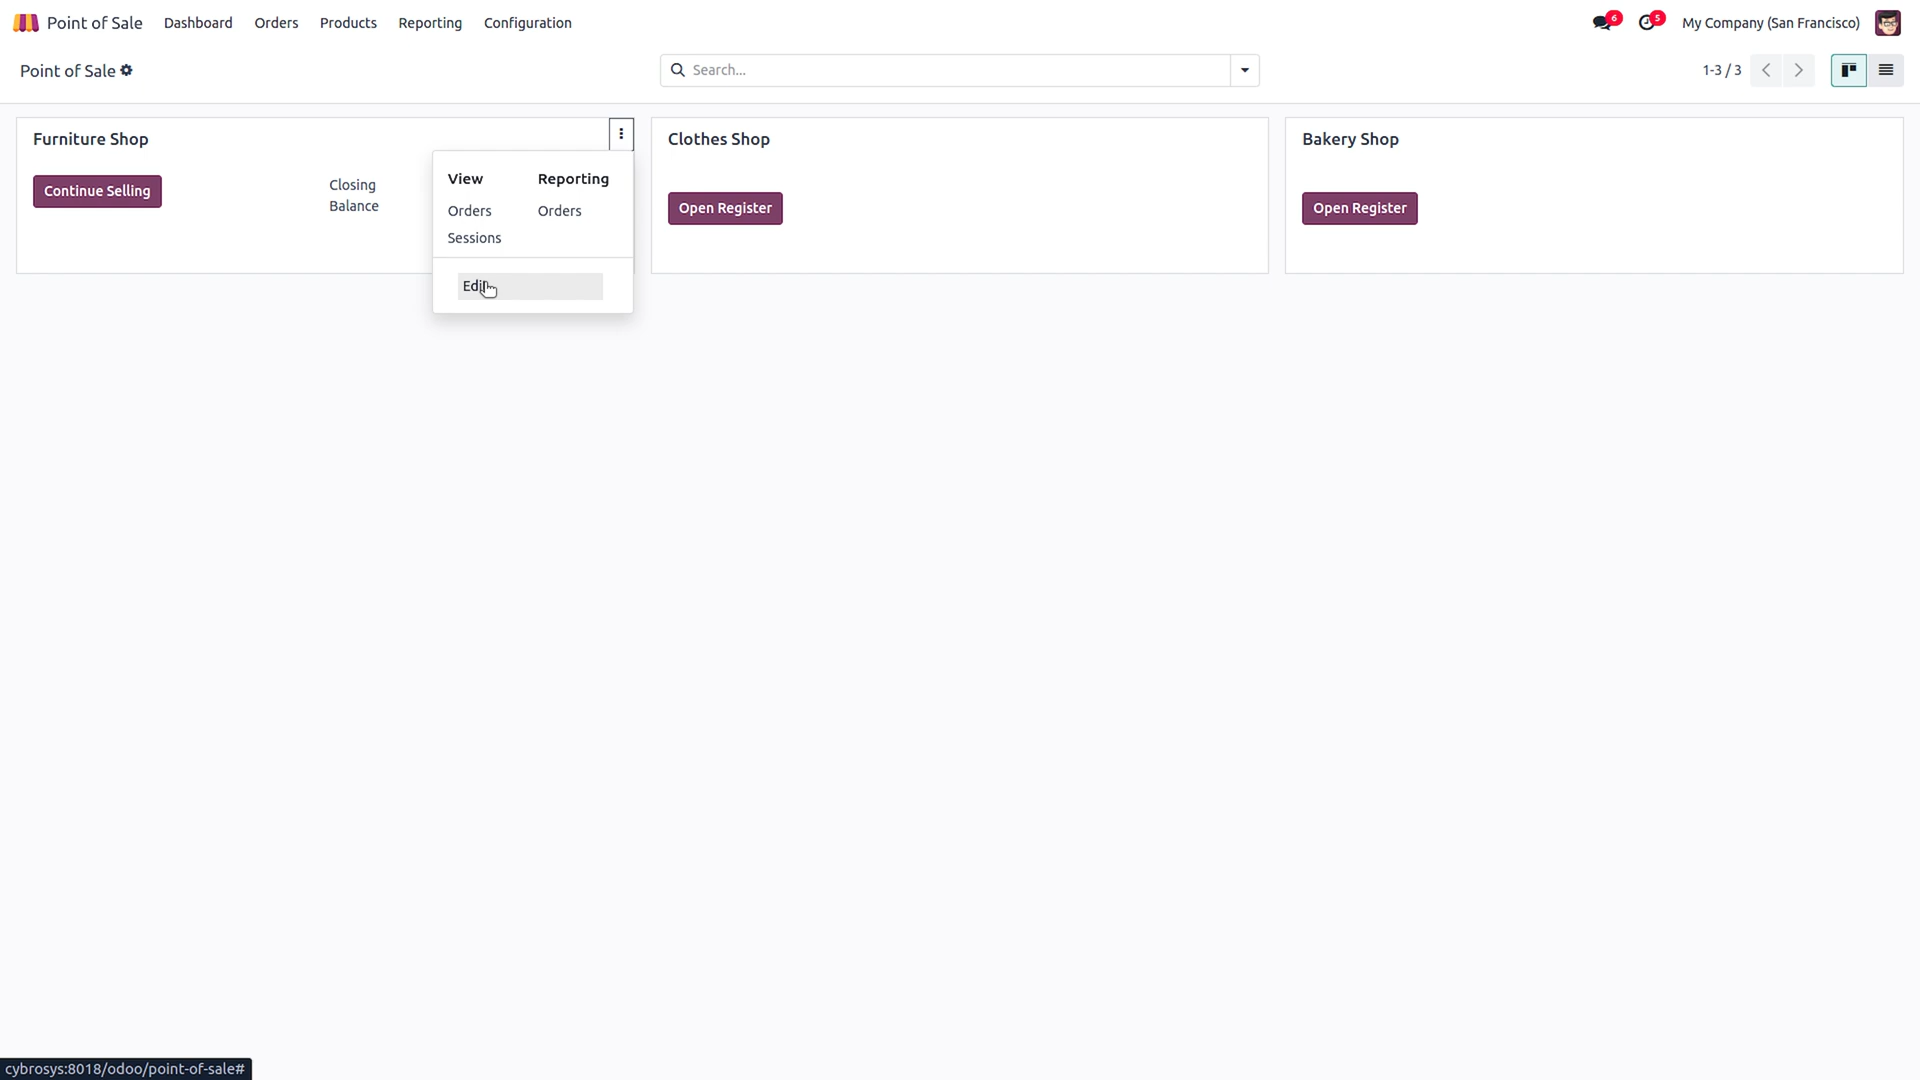 Point of Sale Dashboard Orders Products Reporting Configuration 6 5 My Company (San Francisco)
Point of Sale Search... 1-3 / 3
Furniture Shop
Continue Selling
Closing
Balance
View Reporting
Orders Orders
Sessions
Edit
Clothes Shop
Open Register
Bakery Shop
Open Register
cybrosys:8018/odoo/point-of-sale#